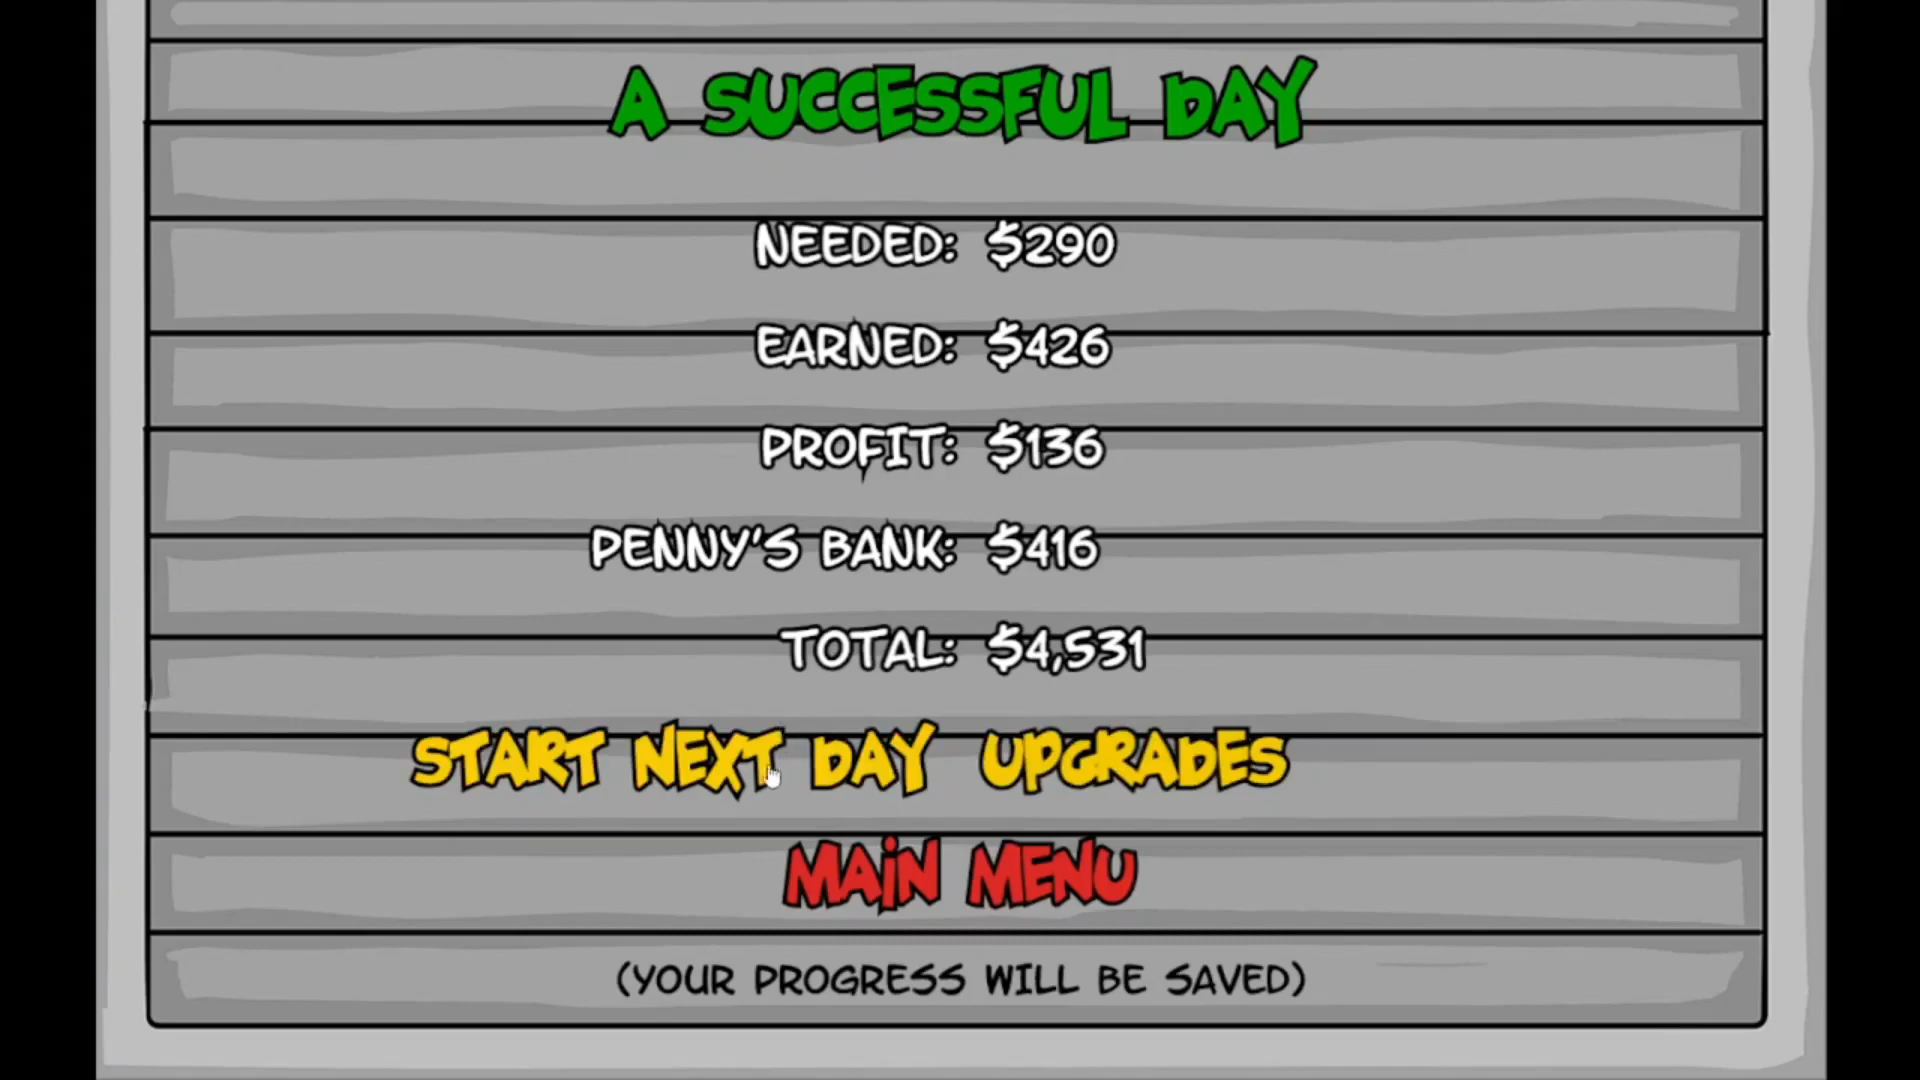 A SUCCESSFUL DAY
NEEDED: $290
EARNED: $426
PROFIT: $136
PENNY'S BANK: $416
TOTAL: $4,531
START NEXT DAY UPGRADES
MAIN MENU
(YOUR PROGRESS WILL BE SAVED)